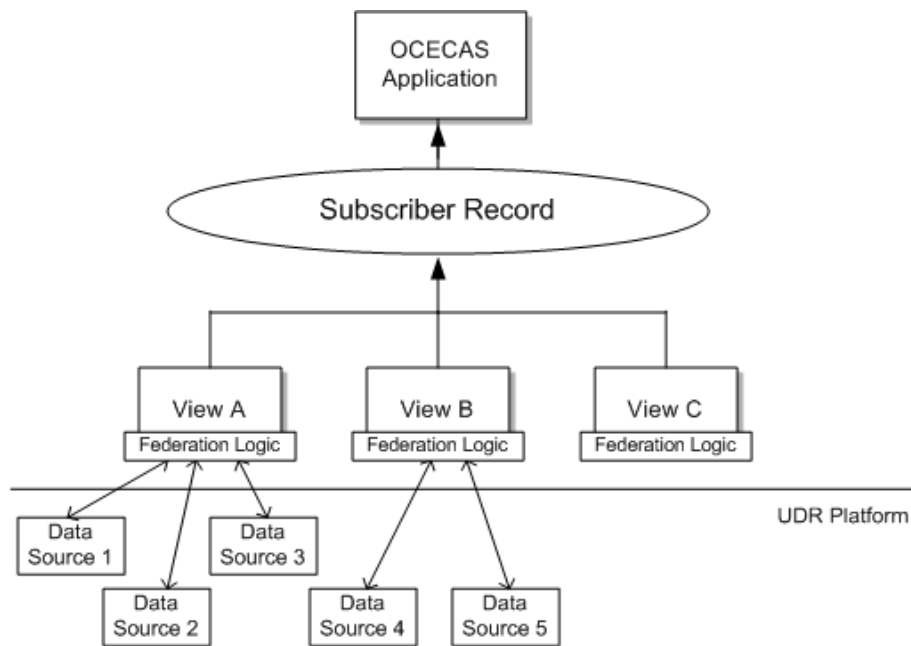 OCECAS
Application
Subscriber Record
View A
View B
View C
Federation Logic
Federation Logic
Federation Logic
UDR Platform
Data
Source 1
Data
Source 3
Data
Source 2
Data
Source 4
Data
Source 5